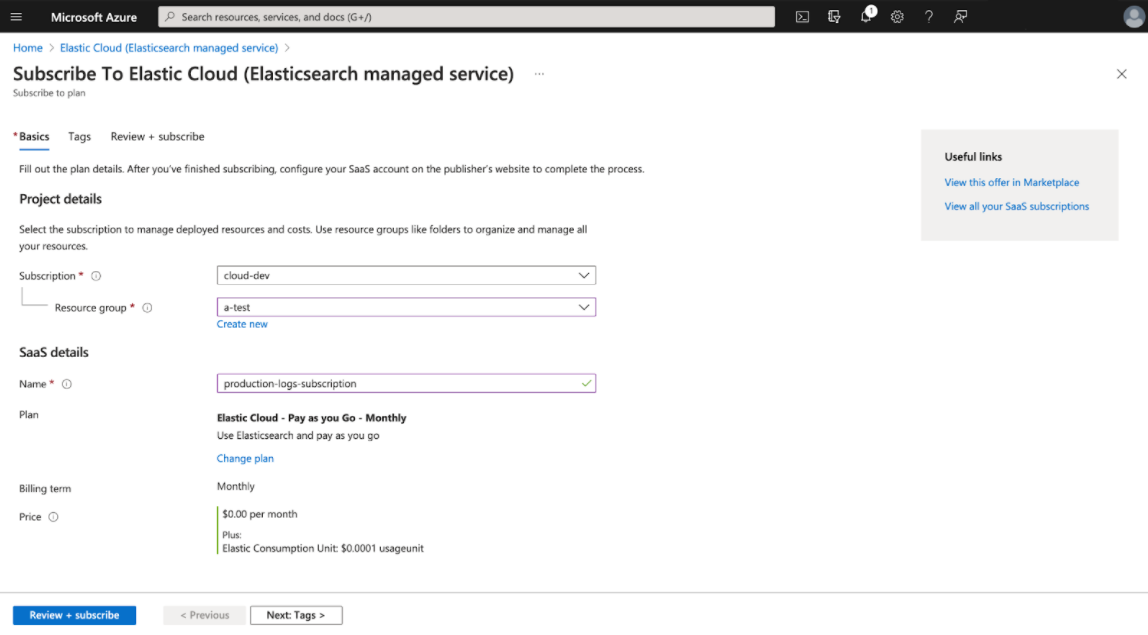 Microsoft Azure
Search resources, services, and docs (G+/)
1
Home > Elastic Cloud (Elasticsearch managed service) >
Subscribe To Elastic Cloud (Elasticsearch managed service) ...
Subscribe to plan
* Basics Tags Review + subscribe
Fill out the plan details. After you've finished subscribing, configure your SaaS account on the publisher's website to complete the process.
Useful links
View this offer in Marketplace
View all your SaaS subscriptions
Project details
Select the subscription to manage deployed resources and costs. Use resource groups like folders to organize and manage all
your resources.
Subscription * cloud-dev
Resource group * a-test
Create new
SaaS details
Name * production-logs-subscription
Plan Elastic Cloud - Pay as you Go - Monthly
Use Elasticsearch and pay as you go
Change plan
Billing term Monthly
Price $0.00 per month
Plus:
Elastic Consumption Unit: $0.0001 usageunit
Review + subscribe < Previous Next: Tags >